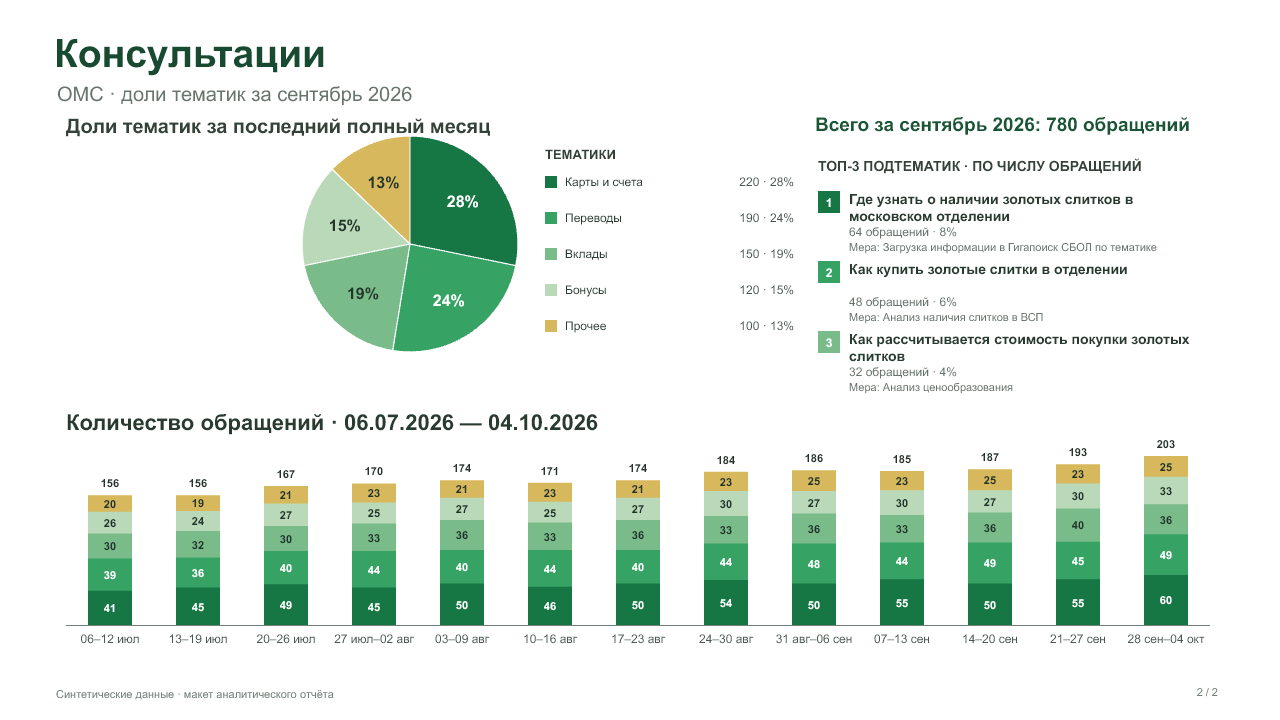 Консультации
ОМС · доли тематик за сентябрь 2026
Доли тематик за последний полный месяц
28%
24%
19%
15%
13%
ТЕМАТИКИ
Карты и счета 220 · 28%
Переводы 190 · 24%
Вклады 150 · 19%
Бонусы 120 · 15%
Прочее 100 · 13%
Всего за сентябрь 2026: 780 обращений
ТОП-3 ПОДТЕМАТИК · ПО ЧИСЛУ ОБРАЩЕНИЙ
1 Где узнать о наличии золотых слитков в
московском отделении
64 обращений · 8%
Мера: Загрузка информации в Гигапоиск СБОЛ по тематике
2 Как купить золотые слитки в отделении
48 обращений · 6%
Мера: Анализ наличия слитков в ВСП
3 Как рассчитывается стоимость покупки золотых
слитков
32 обращений · 4%
Мера: Анализ ценообразования
Количество обращений · 06.07.2026 — 04.10.2026
156 156 167 170 174 171 174 184 186 185 187 193 203
20 19 21 23 21 23 21 23 25 23 25 23 25
26 24 27 25 27 25 27 30 27 30 27 30 33
30 32 30 33 36 33 36 33 36 33 36 40 36
39 36 40 44 40 44 40 44 48 44 49 45 49
41 45 49 45 50 46 50 54 50 55 50 55 60
06–12 июл 13–19 июл 20–26 июл 27 июл–02 авг 03–09 авг 10–16 авг 17–23 авг 24–30 авг 31 авг–06 сен 07–13 сен 14–20 сен 21–27 сен 28 сен–04 окт
Синтетические данные · макет аналитического отчёта
2 / 2